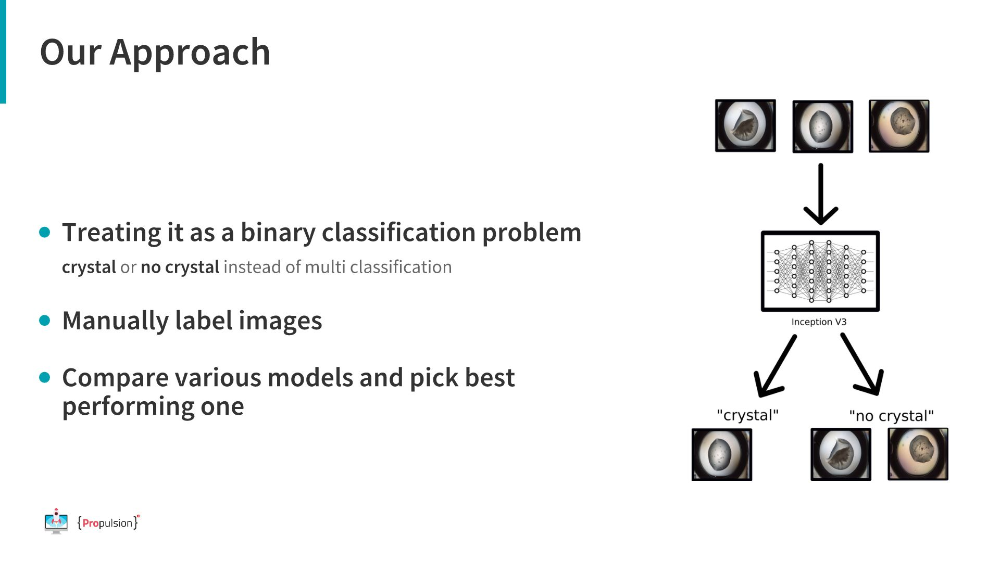 Our Approach
Treating it as a binary classification problem
crystal or no crystal instead of multi classification
Manually label images
Compare various models and pick best
performing one
Inception V3
"crystal"
"no crystal"
{Propulsion}